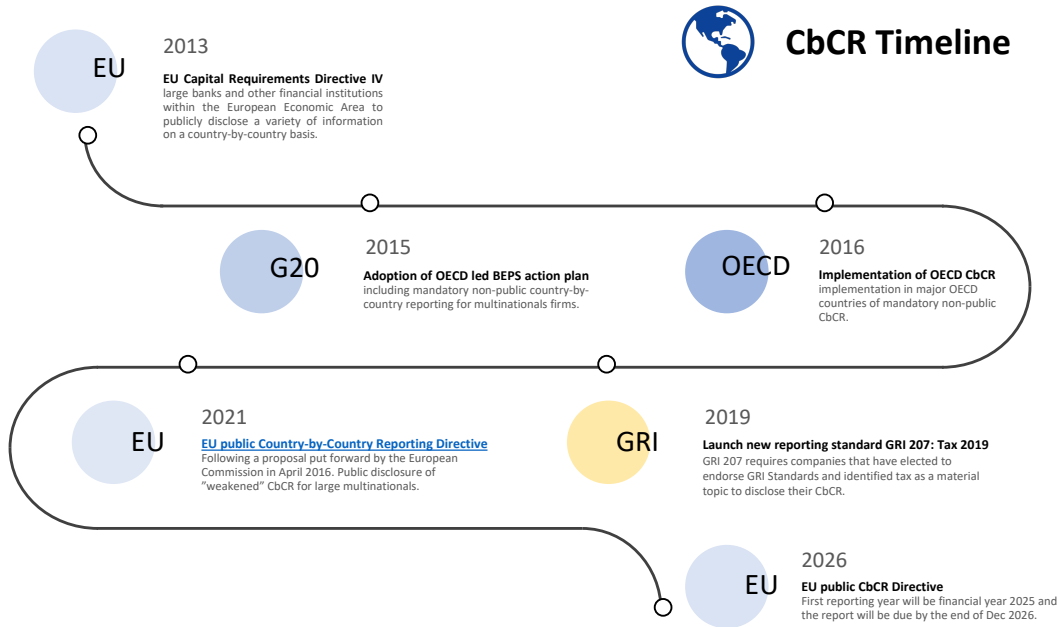 CbCR Timeline
EU
2013
EU Capital Requirements Directive IV
large banks and other financial institutions
within the European Economic Area to
publicly disclose a variety of information
on a country-by-country basis.
G20
2015
Adoption of OECD led BEPS action plan
including mandatory non-public country-by-
country reporting for multinationals firms.
OECD
2016
Implementation of OECD CbCR
implementation in major OECD
countries of mandatory non-public
CbCR.
GRI
2019
Launch new reporting standard GRI 207: Tax 2019
GRI 207 requires companies that have elected to
endorse GRI Standards and identified tax as a material
topic to disclose their CbCR.
EU
2021
EU public Country-by-Country Reporting Directive
Following a proposal put forward by the European
Commission in April 2016. Public disclosure of
"weakened" CbCR for large multinationals.
EU
2026
EU public CbCR Directive
First reporting year will be financial year 2025 and
the report will be due by the end of Dec 2026.